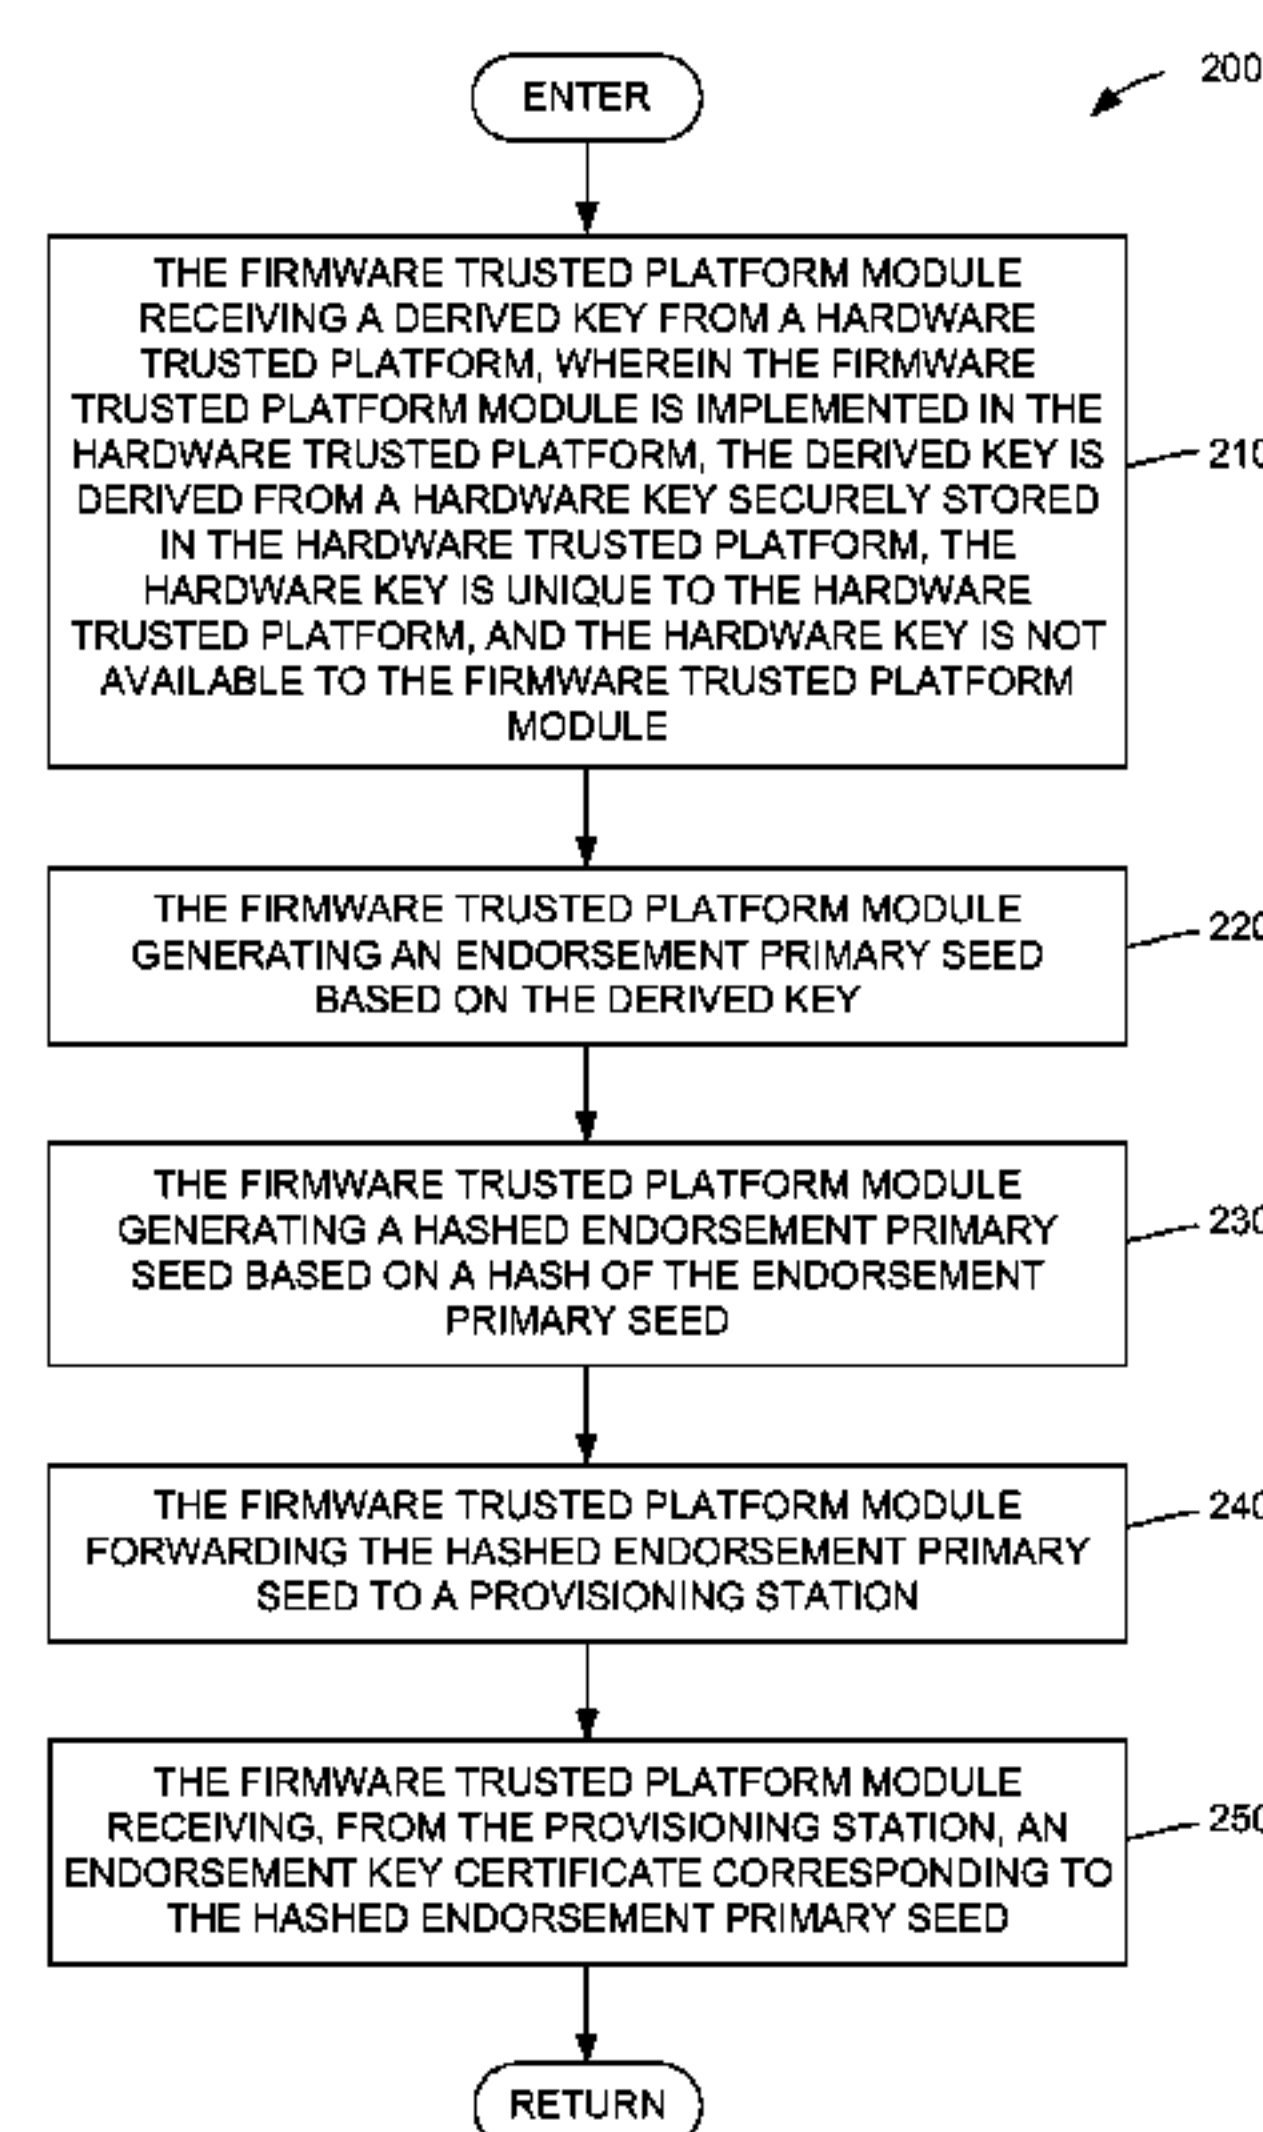 ENTER
200
THE FIRMWARE TRUSTED PLATFORM MODULE
RECEIVING A DERIVED KEY FROM A HARDWARE
TRUSTED PLATFORM, WHEREIN THE FIRMWARE
TRUSTED PLATFORM MODULE IS IMPLEMENTED IN THE
HARDWARE TRUSTED PLATFORM, THE DERIVED KEY IS
DERIVED FROM A HARDWARE KEY SECURELY STORED
IN THE HARDWARE TRUSTED PLATFORM, THE
HARDWARE KEY IS UNIQUE TO THE HARDWARE
TRUSTED PLATFORM, AND THE HARDWARE KEY IS NOT
AVAILABLE TO THE FIRMWARE TRUSTED PLATFORM
MODULE
210
THE FIRMWARE TRUSTED PLATFORM MODULE
GENERATING AN ENDORSEMENT PRIMARY SEED
BASED ON THE DERIVED KEY
220
THE FIRMWARE TRUSTED PLATFORM MODULE
GENERATING A HASHED ENDORSEMENT PRIMARY
SEED BASED ON A HASH OF THE ENDORSEMENT
PRIMARY SEED
230
THE FIRMWARE TRUSTED PLATFORM MODULE
FORWARDING THE HASHED ENDORSEMENT PRIMARY
SEED TO A PROVISIONING STATION
240
THE FIRMWARE TRUSTED PLATFORM MODULE
RECEIVING, FROM THE PROVISIONING STATION, AN
ENDORSEMENT KEY CERTIFICATE CORRESPONDING TO
THE HASHED ENDORSEMENT PRIMARY SEED
250
RETURN